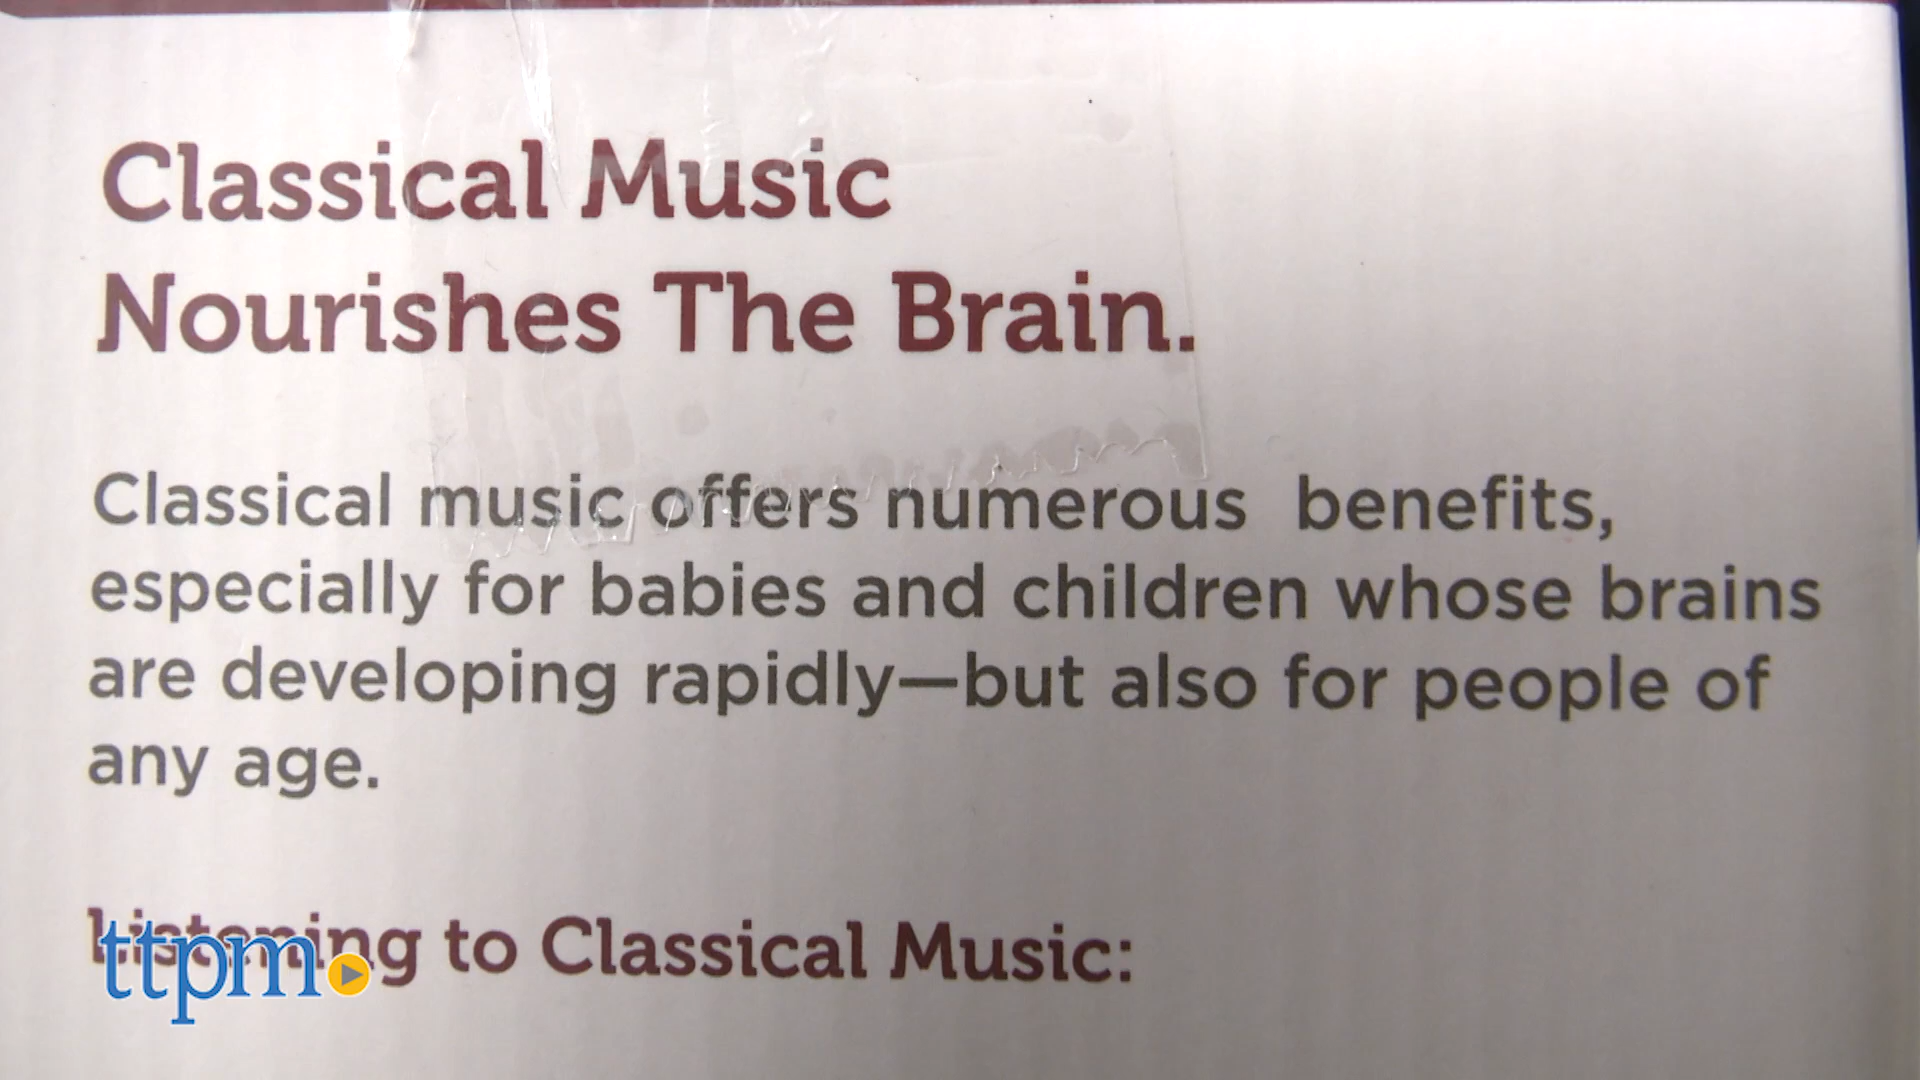 Classical Music
Nourishes The Brain.
Classical music offers numerous benefits,
especially for babies and children whose brains
are developing rapidly—but also for people of
any age.
Listening to Classical Music:
ttpm